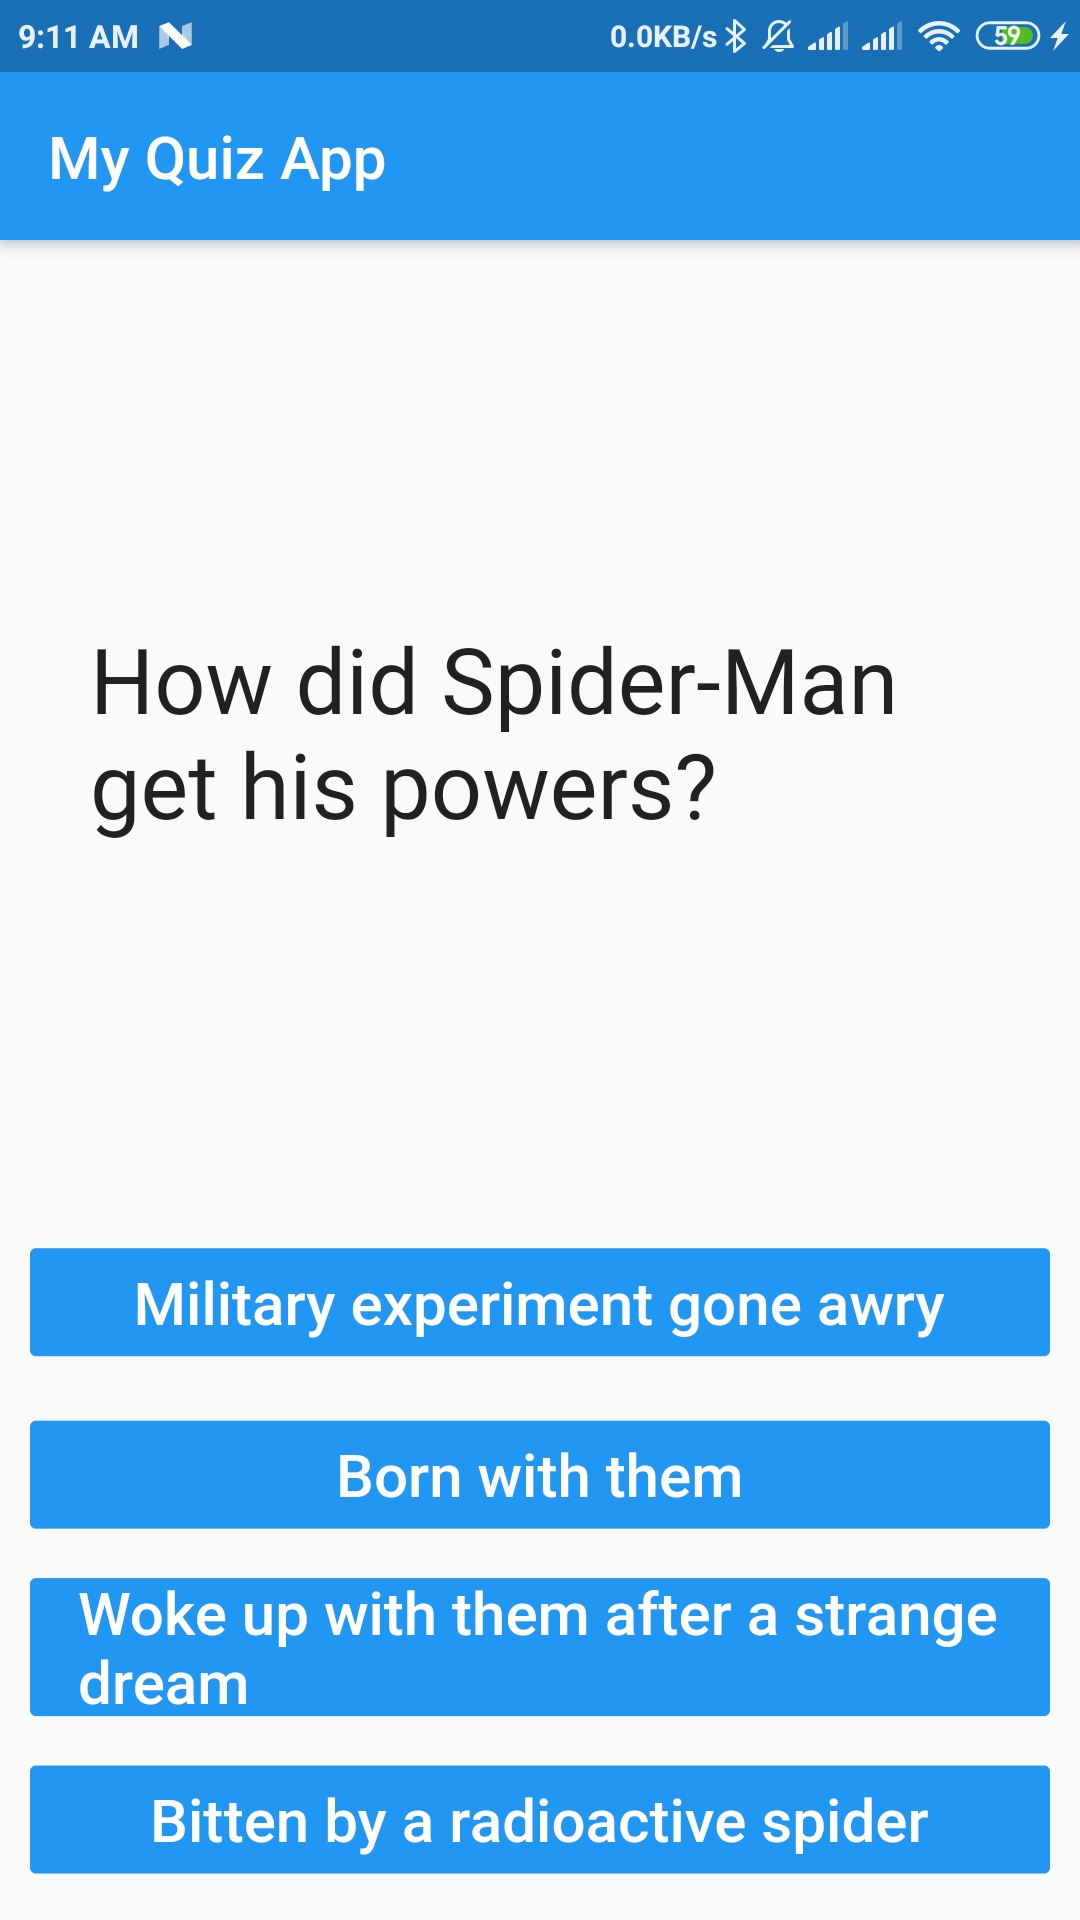 9:11 AM 0.0KB/s 59
My Quiz App
How did Spider-Man
get his powers?
Military experiment gone awry
Born with them
Woke up with them after a strange
dream
Bitten by a radioactive spider